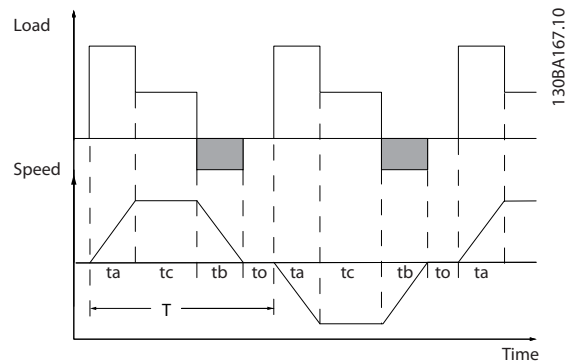 Load
130BA167.10
Speed
ta tc tb to ta tc tb to ta
T
Time